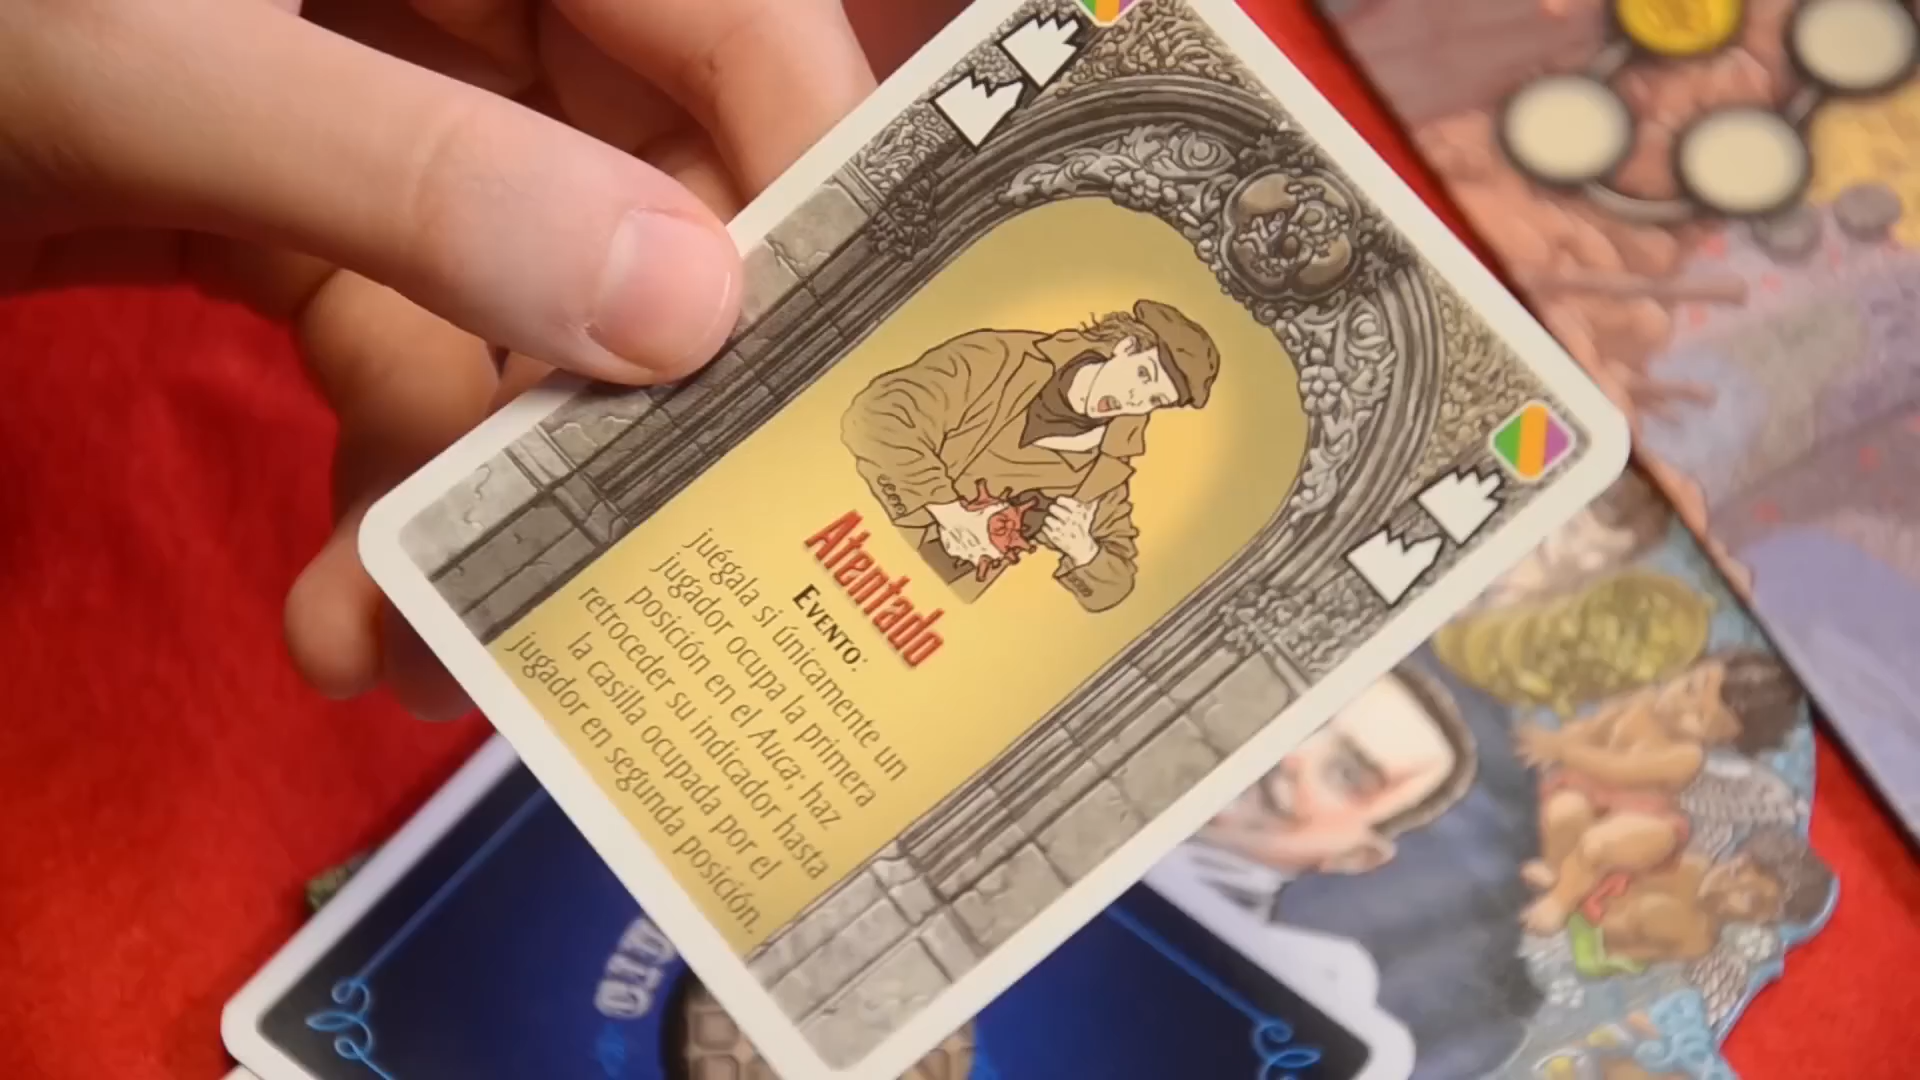 Atentado
EVENTO:
juégala si únicamente un
jugador ocupa la primera
posición en el Auca; haz
retroceder su indicador hasta
la casilla ocupada por el
jugador en segunda posición.